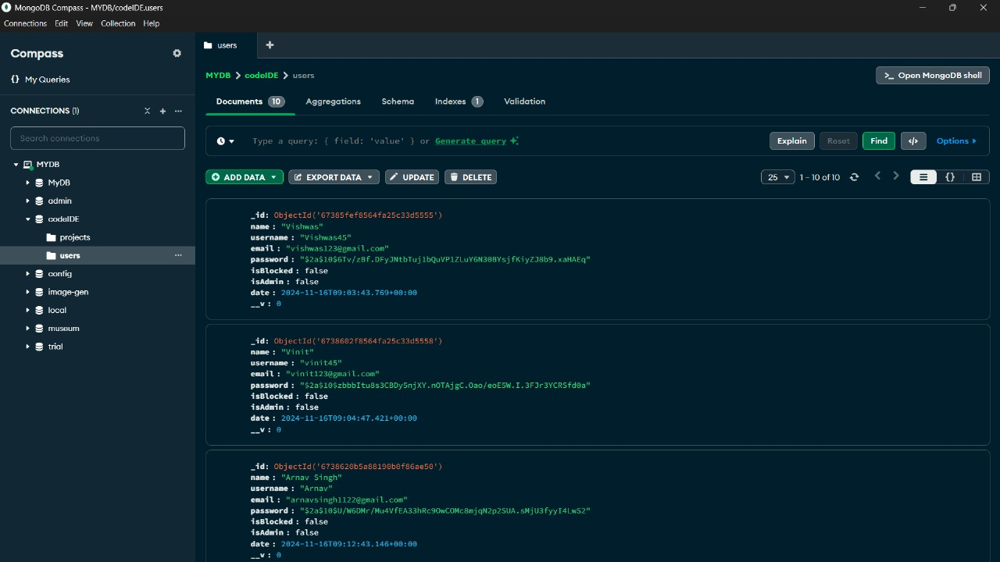 MongoDB Compass - MYDB/codeIDE.users
Connections Edit View Collection Help
Compass
{} My Queries
CONNECTIONS (1)
Search connections
MYDB
MyDB
admin
codeIDE
projects
users
config
image-gen
local
museum
trial
users
MYDB > codeIDE > users
>_ Open MongoDB shell
Documents 10 Aggregations Schema Indexes 1 Validation
Type a query: { field: 'value' } or Generate query
Explain Reset Find </> Options
ADD DATA EXPORT DATA UPDATE DELETE
25 1 - 10 of 10 {}
_id: ObjectId('67385fef8564fa25c33d5555')
name : "Vishwas"
username : "Vishwas45"
email : "vishwas123@gmail.com"
password : "$2a$10$6Tv/zBf.DFyJNtbTuj1bQuVP1ZLuY6N30BYsjfKiyZJ8b9.xaHAEq"
isBlocked : false
isAdmin : false
date : 2024-11-16T09:03:43.769+00:00
__v : 0
_id: ObjectId('6738602f8564fa25c33d5558')
name : "Vinit"
username : "vinit45"
email : "vinit123@gmail.com"
password : "$2a$10$zbbbItu8s3CBDy5njXY.nOTAjgC.Oao/eoE5W.I.3FJr3YCRSfd0a"
isBlocked : false
isAdmin : false
date : 2024-11-16T09:04:47.421+00:00
__v : 0
_id: ObjectId('6738620b5a88190b0f86ae50')
name : "Arnav Singh"
username : "Arnav"
email : "arnavsingh1122@gmail.com"
password : "$2a$10$U/W6DMr/Mu4VfEA33hRc9OwCOMc8mjqN2p2SUA.sMjU3fyyI4LwS2"
isBlocked : false
isAdmin : false
date : 2024-11-16T09:12:43.146+00:00
__v : 0